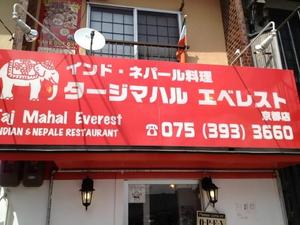 インド・ネパール料理
タージマハル エベレスト
京都店
Taj Mahal Everest
INDIAN & NEPALE RESTAURANT
☎075 (393) 3660
OPEN